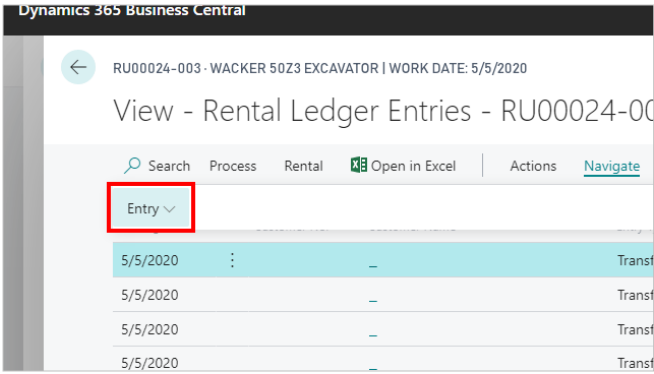 Dynamics 365 Business Central
RU00024-003 · WACKER 50Z3 EXCAVATOR | WORK DATE: 5/5/2020
View - Rental Ledger Entries - RU00024-00
Search Process Rental Open in Excel Actions Navigate
Entry
5/5/2020 _ Transf
5/5/2020 _ Transf
5/5/2020 _ Transf
5/5/2020 _ Transf